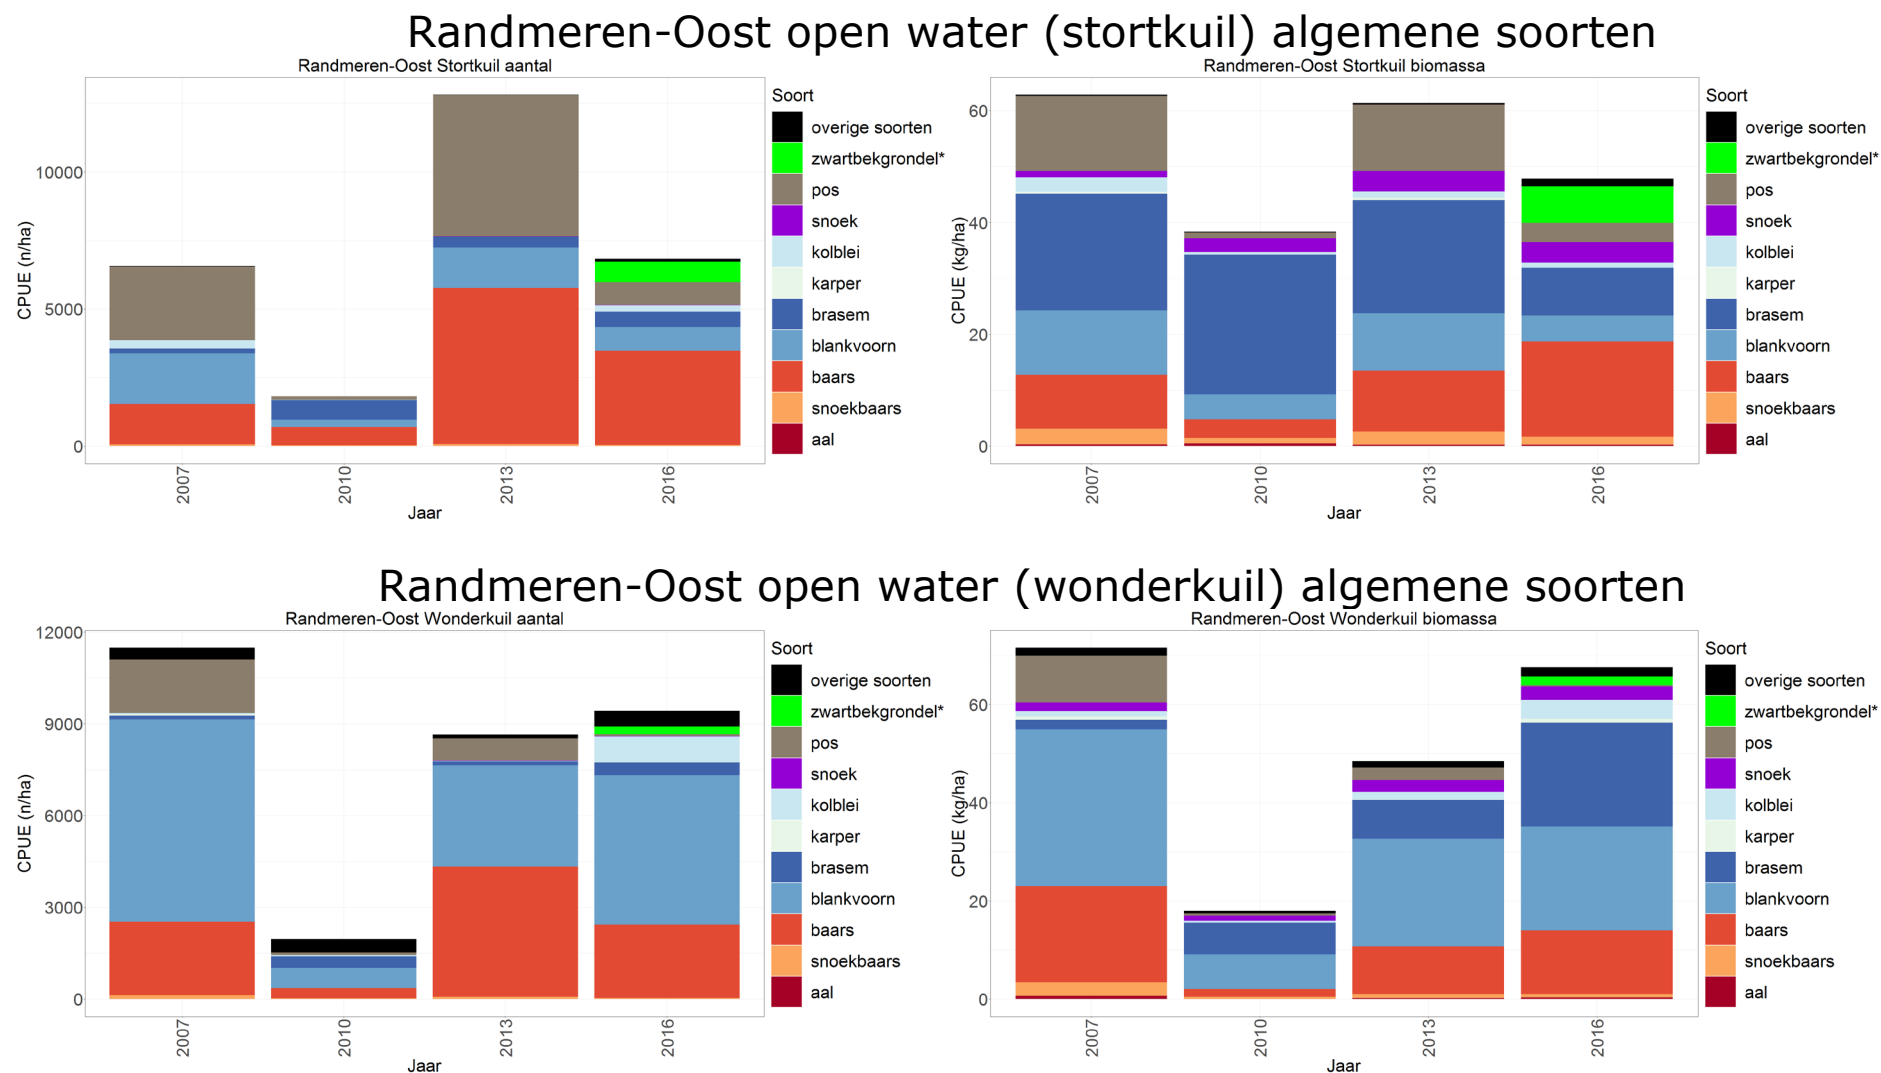 Randmeren-Oost open water (stortkuil) algemene soorten
Randmeren-Oost Stortkuil aantal
CPUE (n/ha)
10000
5000
0
2007
2010
2013
2016
Jaar
Soort
overige soorten
zwartbekgrondel*
pos
snoek
kolblei
karper
brasem
blankvoorn
baars
snoekbaars
aal
Randmeren-Oost Stortkuil biomassa
CPUE (kg/ha)
60
40
20
0
2007
2010
2013
2016
Jaar
Soort
overige soorten
zwartbekgrondel*
pos
snoek
kolblei
karper
brasem
blankvoorn
baars
snoekbaars
aal
Randmeren-Oost open water (wonderkuil) algemene soorten
Randmeren-Oost Wonderkuil aantal
CPUE (n/ha)
12000
9000
6000
3000
0
2007
2010
2013
2016
Jaar
Soort
overige soorten
zwartbekgrondel*
pos
snoek
kolblei
karper
brasem
blankvoorn
baars
snoekbaars
aal
Randmeren-Oost Wonderkuil biomassa
CPUE (kg/ha)
60
40
20
0
2007
2010
2013
2016
Jaar
Soort
overige soorten
zwartbekgrondel*
pos
snoek
kolblei
karper
brasem
blankvoorn
baars
snoekbaars
aal